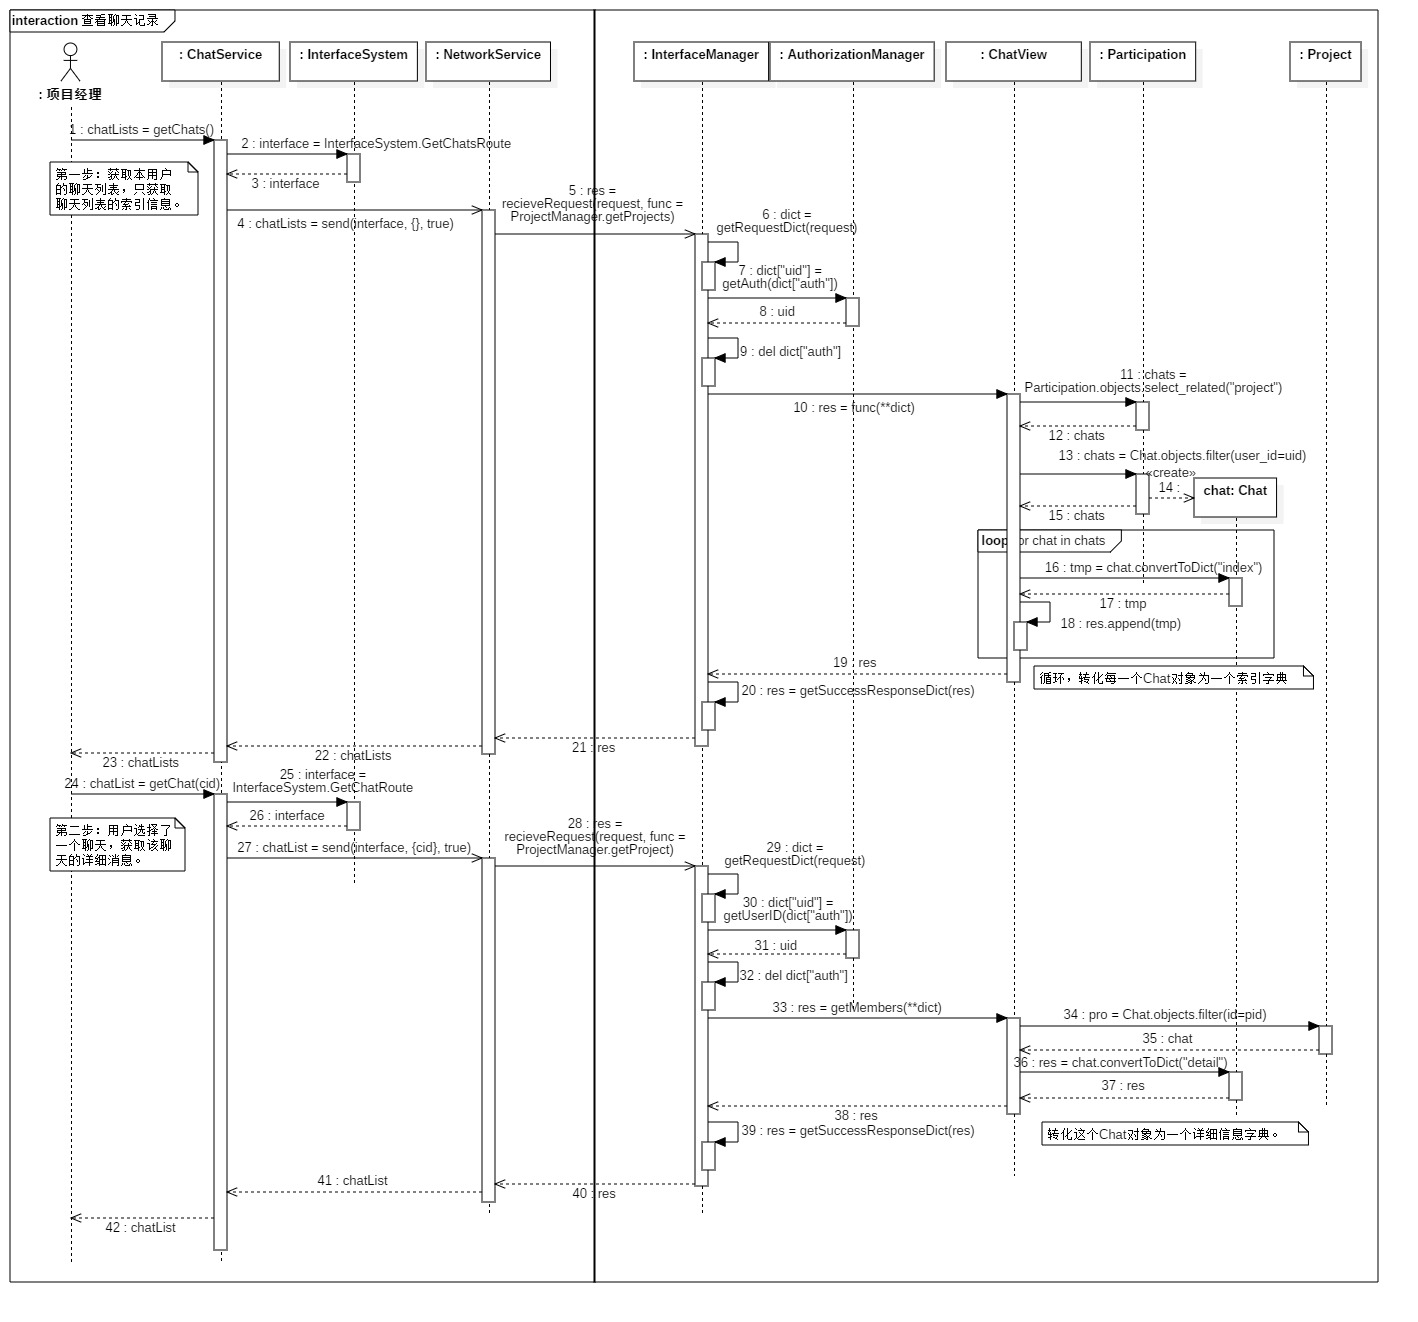 interaction 查看聊天记录
: 项目经理
: ChatService
: InterfaceSystem
: NetworkService
: InterfaceManager
: AuthorizationManager
: ChatView
: Participation
: Project
1 : chatLists = getChats()
2 : interface = InterfaceSystem.GetChatsRoute
第一步：获取本用户
的聊天列表，只获取
聊天列表的索引信息。
3 : interface
4 : chatLists = send(interface, {}, true)
5 : res =
recieveRequest(request, func =
ProjectManager.getProjects)
6 : dict =
getRequestDict(request)
7 : dict["uid"] =
getAuth(dict["auth"])
8 : uid
9 : del dict["auth"]
10 : res = func(**dict)
11 : chats =
Participation.objects.select_related("project")
12 : chats
13 : chats = Chat.objects.filter(user_id=uid)
«create»
14 :
chat: Chat
15 : chats
loop for chat in chats
16 : tmp = chat.convertToDict("index")
17 : tmp
18 : res.append(tmp)
19 : res
循环，转化每一个Chat对象为一个索引字典
20 : res = getSuccessResponseDict(res)
21 : res
22 : chatLists
23 : chatLists
24 : chatList = getChat(cid)
25 : interface =
InterfaceSystem.GetChatRoute
26 : interface
第二步：用户选择了
一个聊天，获取该聊
天的详细消息。
27 : chatList = send(interface, {cid}, true)
28 : res =
recieveRequest(request, func =
ProjectManager.getProject)
29 : dict =
getRequestDict(request)
30 : dict["uid"] =
getUserID(dict["auth"])
31 : uid
32 : del dict["auth"]
33 : res = getMembers(**dict)
34 : pro = Chat.objects.filter(id=pid)
35 : chat
36 : res = chat.convertToDict("detail")
37 : res
38 : res
转化这个Chat对象为一个详细信息字典。
39 : res = getSuccessResponseDict(res)
40 : res
41 : chatList
42 : chatList